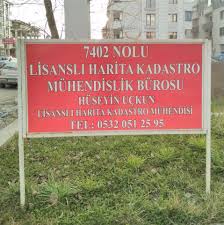 7402 NOLU
LİSANSLI HARİTA KADASTRO
MÜHENDİSLİK BÜROSU
HÜSEYİN UÇKUN
LİSANSLI HARİTA KADASTRO MÜHENDİSİ
TEL: 0532 051 25 95